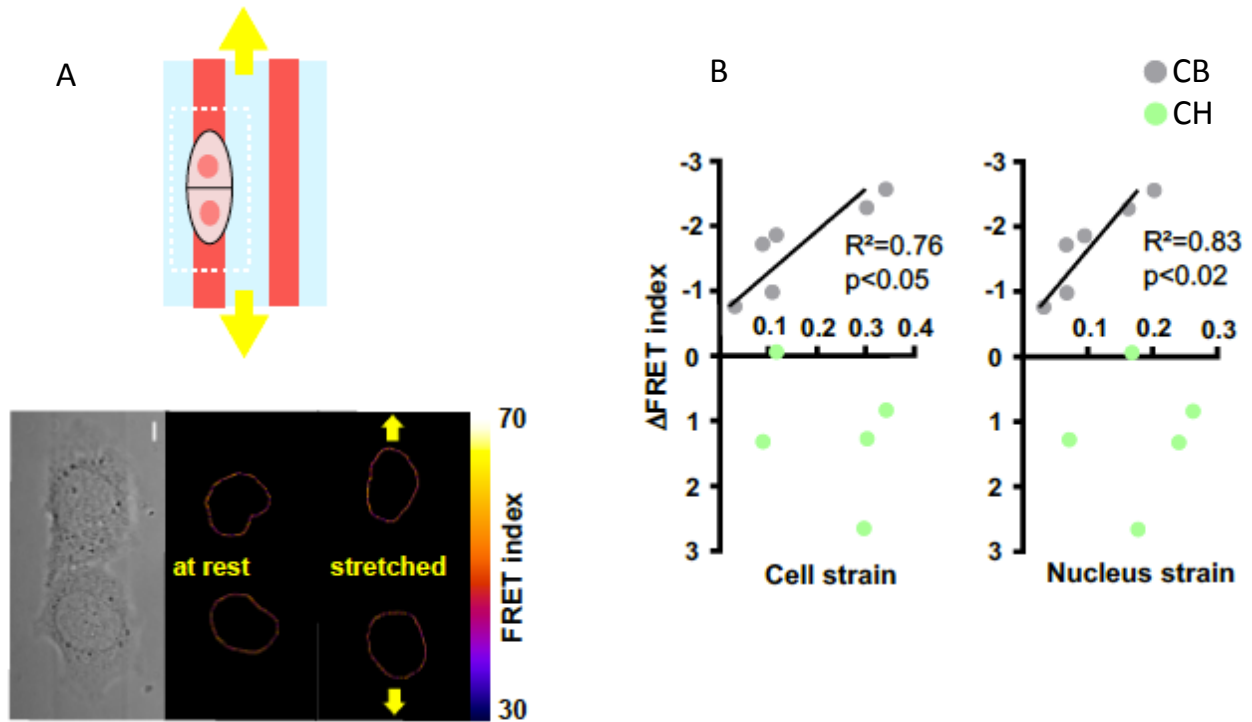 A
70
at rest
stretched
FRET index
30
B
CB
CH
-3
-2
-1
0
1
2
3
ΔFRET index
R²=0.76
p<0.05
0.1 0.2 0.3 0.4
Cell strain
-3
-2
-1
0
1
2
3
R²=0.83
p<0.02
0.1 0.2 0.3
Nucleus strain